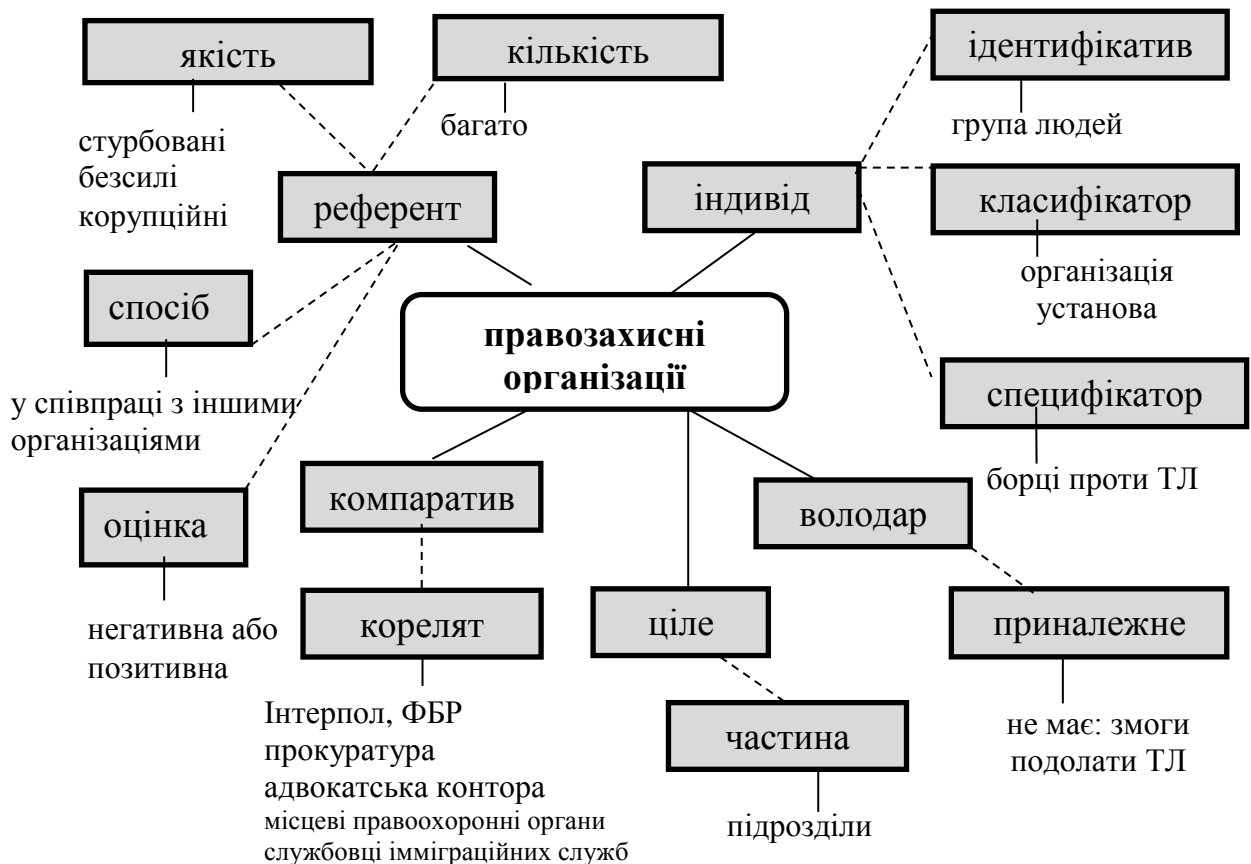 якість
кількість
ідентифікатив
стурбовані
безсилі
корупційні
багато
група людей
референт
індивід
класифікатор
організація
установа
спосіб
правозахисні
організації
специфікатор
у співпраці з іншими
організаціями
борці проти ТЛ
оцінка
компаратив
володар
негативна або
позитивна
корелят
ціле
приналежне
Інтерпол, ФБР
прокуратура
адвокатська контора
місцеві правоохоронні органи
службовці імміграційних служб
частина
не має: змоги
подолати ТЛ
підрозділи